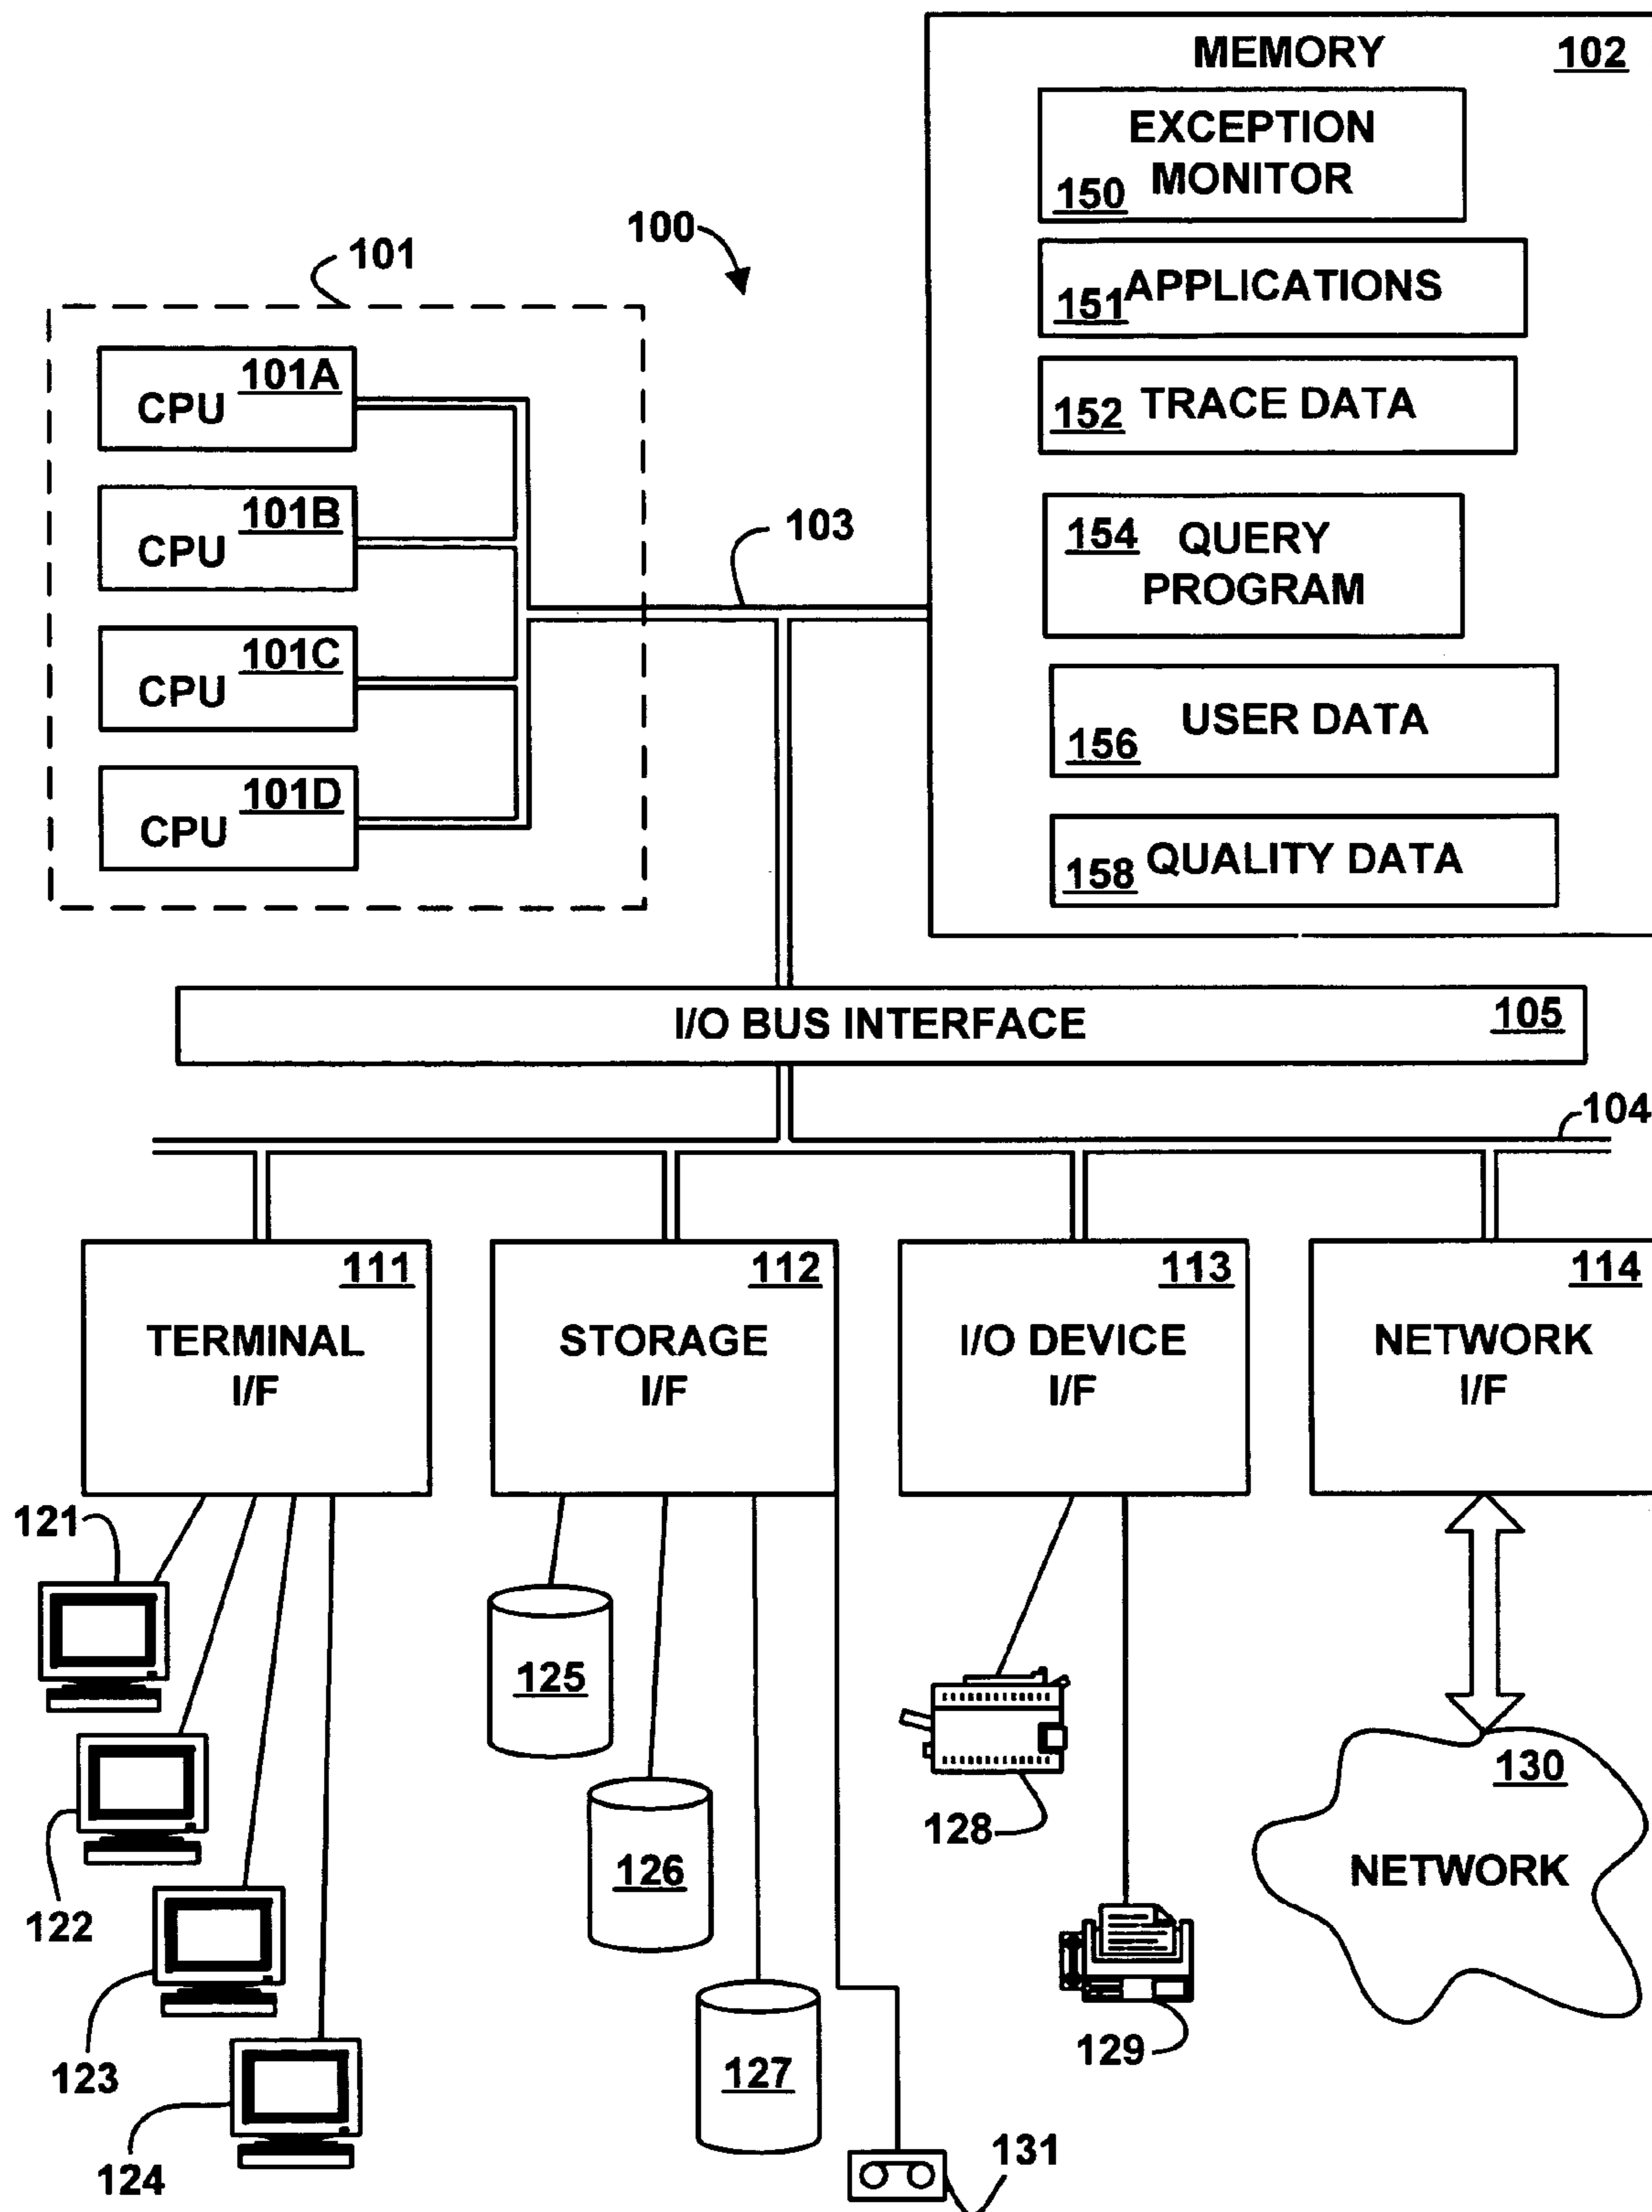 MEMORY 102
EXCEPTION
MONITOR
150
APPLICATIONS
151
152 TRACE DATA
154 QUERY
PROGRAM
USER DATA
156
158 QUALITY DATA
100
101
101A
CPU
101B
CPU
101C
CPU
101D
CPU
103
I/O BUS INTERFACE 105
104
111
TERMINAL
I/F
112
STORAGE
I/F
113
I/O DEVICE
I/F
114
NETWORK
I/F
121
122
123
124
125
126
127
131
128
129
130
NETWORK